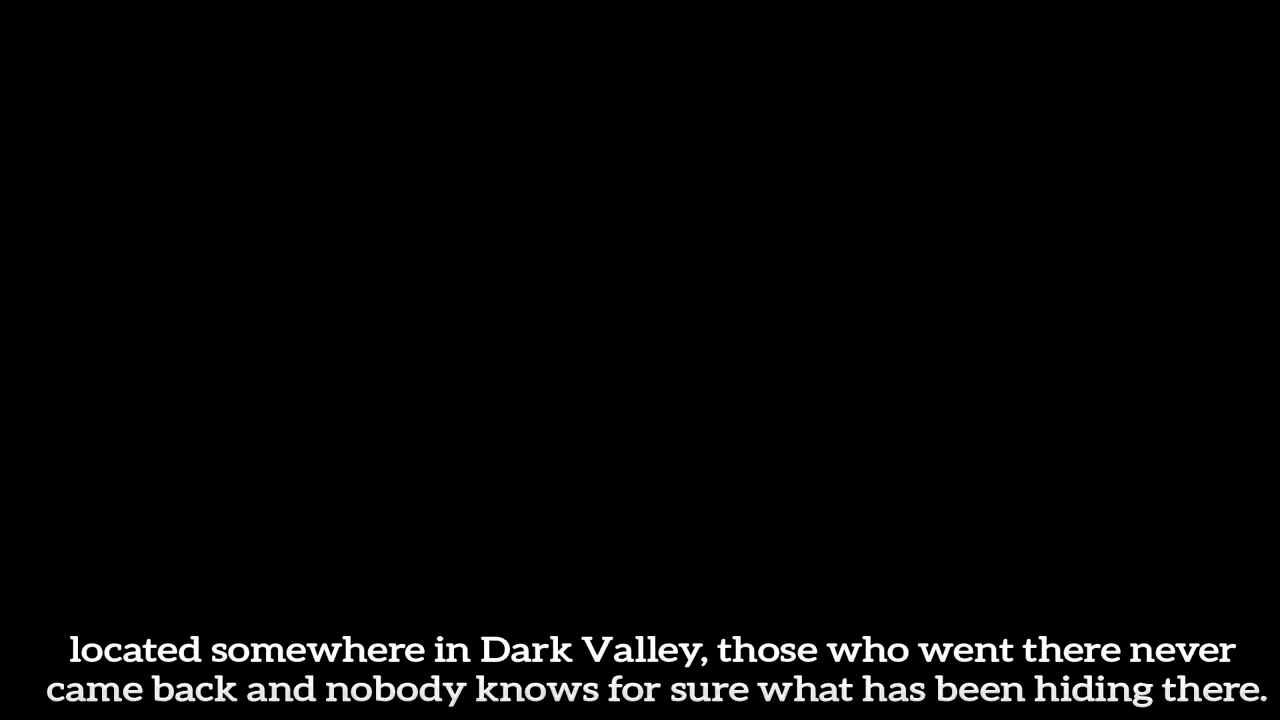 located somewhere in Dark Valley, those who went there never
came back and nobody knows for sure what has been hiding there.